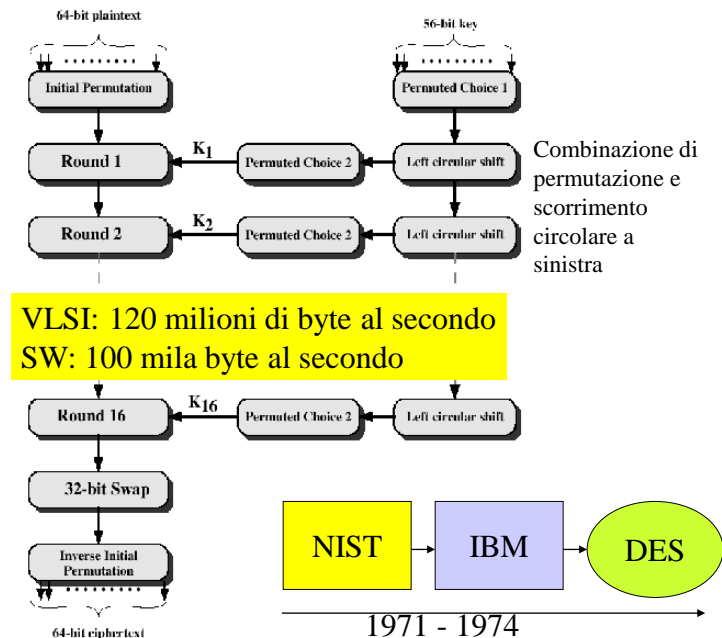 64-bit plaintext
56-bit key
Initial Permutation
Permuted Choice 1
Round 1
K1
Permuted Choice 2
Left circular shift
Combinazione di
permutazione e
scorrimento
circolare a
sinistra
Round 2
K2
Permuted Choice 2
Left circular shift
VLSI: 120 milioni di byte al secondo
SW: 100 mila byte al secondo
Round 16
K16
Permuted Choice 2
Left circular shift
32-bit Swap
Inverse Initial
Permutation
64-bit ciphertext
NIST
IBM
DES
1971 - 1974